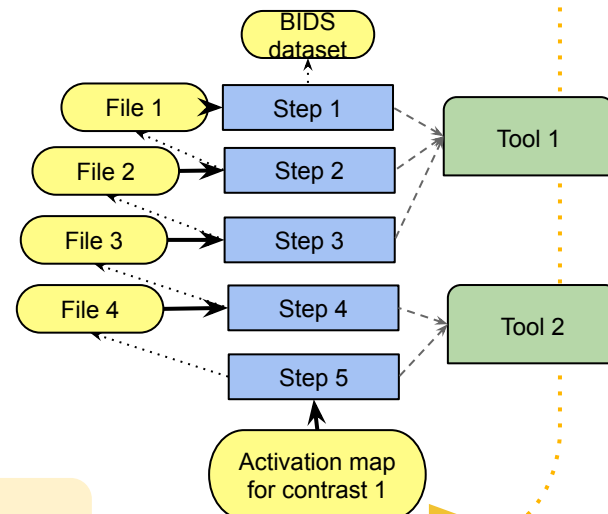 BIDS
dataset
File 1
Step 1
Tool 1
File 2
Step 2
File 3
Step 3
File 4
Step 4
Tool 2
Step 5
Activation map
for contrast 1